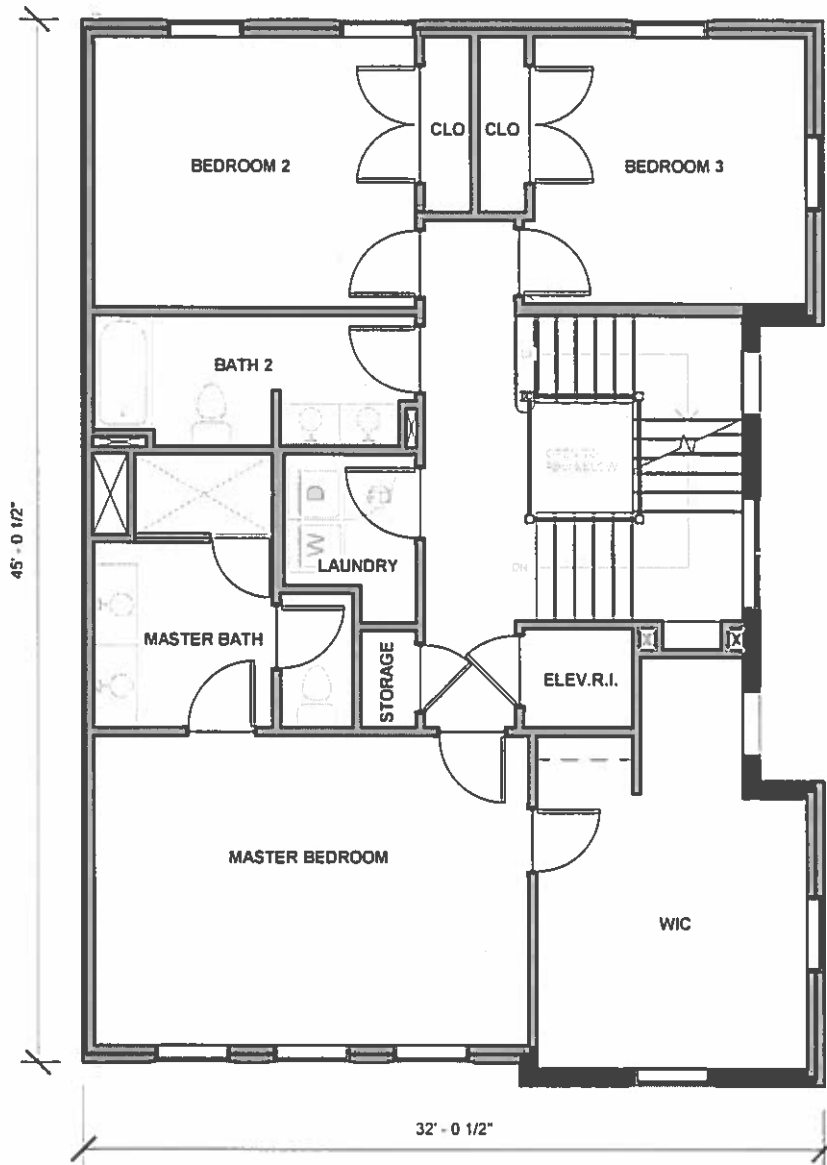 CLO
CLO
BEDROOM 2
BEDROOM 3
BATH 2
45' - 0 1/2"
D
W
LAUNDRY
DN
MASTER BATH
STORAGE
ELEV.R.I.
MASTER BEDROOM
WIC
32' - 0 1/2"